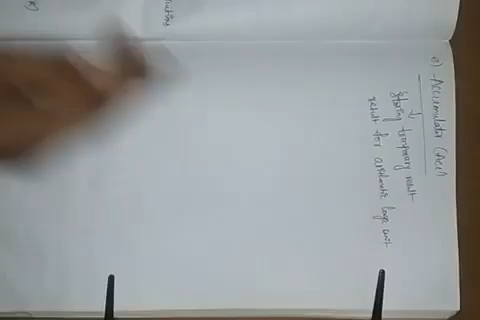 e) Accumulator (Acc)
↓
Storing temporary result
result for arithmetic logic unit